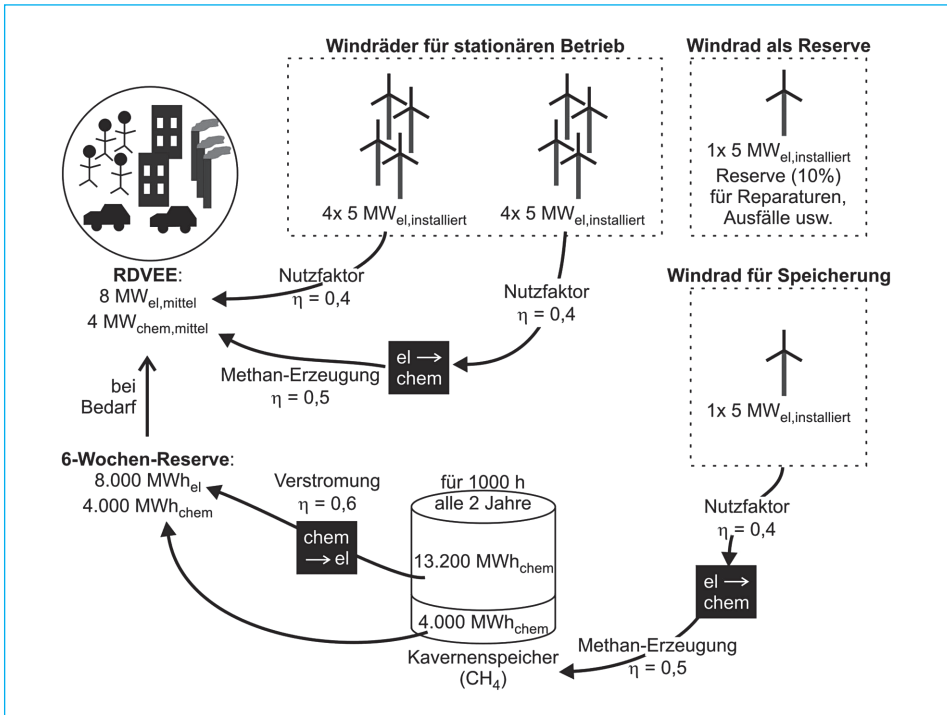 Windräder für stationären Betrieb
4x 5 MWel,installiert
4x 5 MWel,installiert
Windrad als Reserve
1x 5 MWel,installiert
Reserve (10%)
für Reparaturen,
Ausfälle usw.
RDVEE:
8 MWel,mittel
4 MWchem,mittel
Nutzfaktor
η = 0,4
Nutzfaktor
η = 0,4
el →
chem
Methan-Erzeugung
η = 0,5
Windrad für Speicherung
1x 5 MWel,installiert
bei
Bedarf
6-Wochen-Reserve:
8.000 MWhel
4.000 MWhchem
Verstromung
η = 0,6
chem
→ el
für 1000 h
alle 2 Jahre
13.200 MWhchem
4.000 MWhchem
Kavernenspeicher
(CH4)
Nutzfaktor
η = 0,4
el →
chem
Methan-Erzeugung
η = 0,5